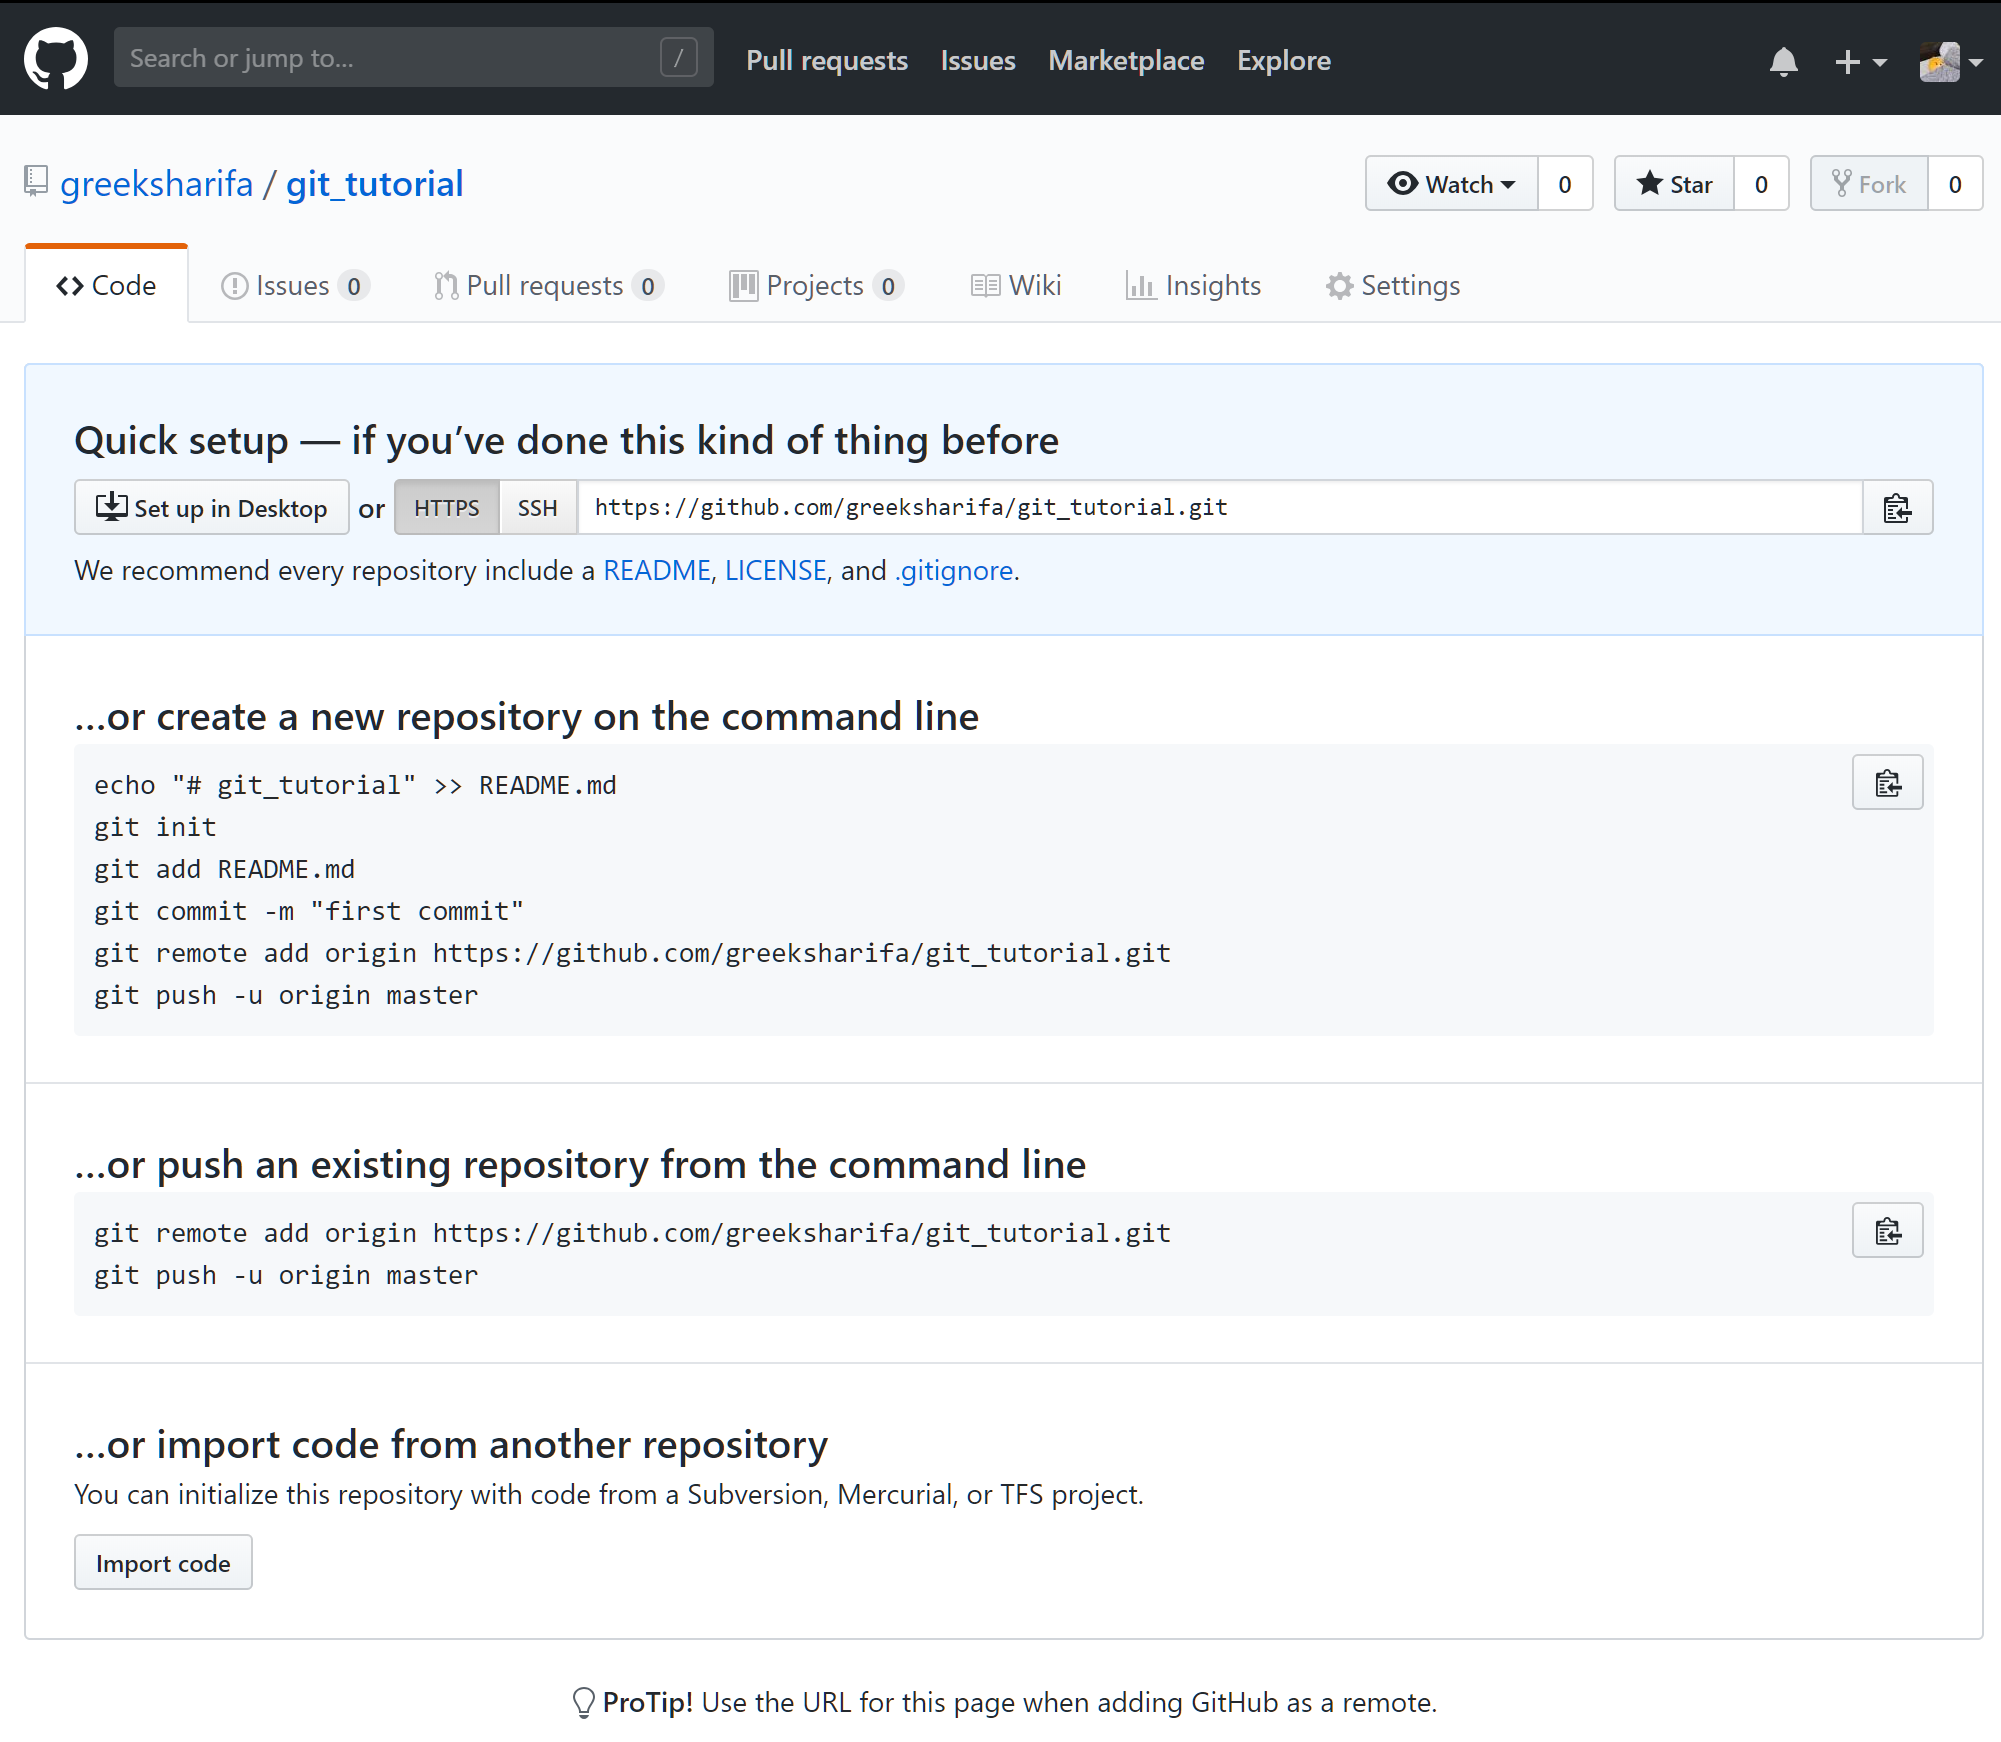 Search or jump to... /
Pull requests Issues Marketplace Explore
greeksharifa / git_tutorial
Watch 0 Star 0 Fork 0
Code Issues 0 Pull requests 0 Projects 0 Wiki Insights Settings
Quick setup — if you’ve done this kind of thing before
Set up in Desktop or HTTPS SSH https://github.com/greeksharifa/git_tutorial.git
We recommend every repository include a README, LICENSE, and .gitignore.
…or create a new repository on the command line
echo "# git_tutorial" >> README.md
git init
git add README.md
git commit -m "first commit"
git remote add origin https://github.com/greeksharifa/git_tutorial.git
git push -u origin master
…or push an existing repository from the command line
git remote add origin https://github.com/greeksharifa/git_tutorial.git
git push -u origin master
…or import code from another repository
You can initialize this repository with code from a Subversion, Mercurial, or TFS project.
Import code
ProTip! Use the URL for this page when adding GitHub as a remote.